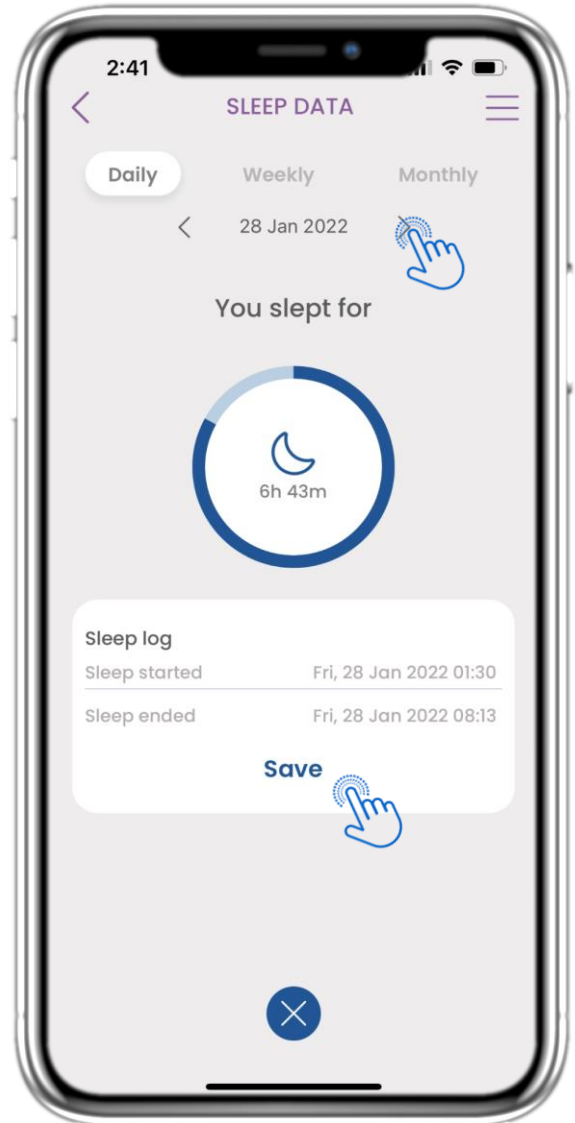 2:41
SLEEP DATA
Daily Weekly Monthly
28 Jan 2022
You slept for
6h 43m
Sleep log
Sleep started Fri, 28 Jan 2022 01:30
Sleep ended Fri, 28 Jan 2022 08:13
Save